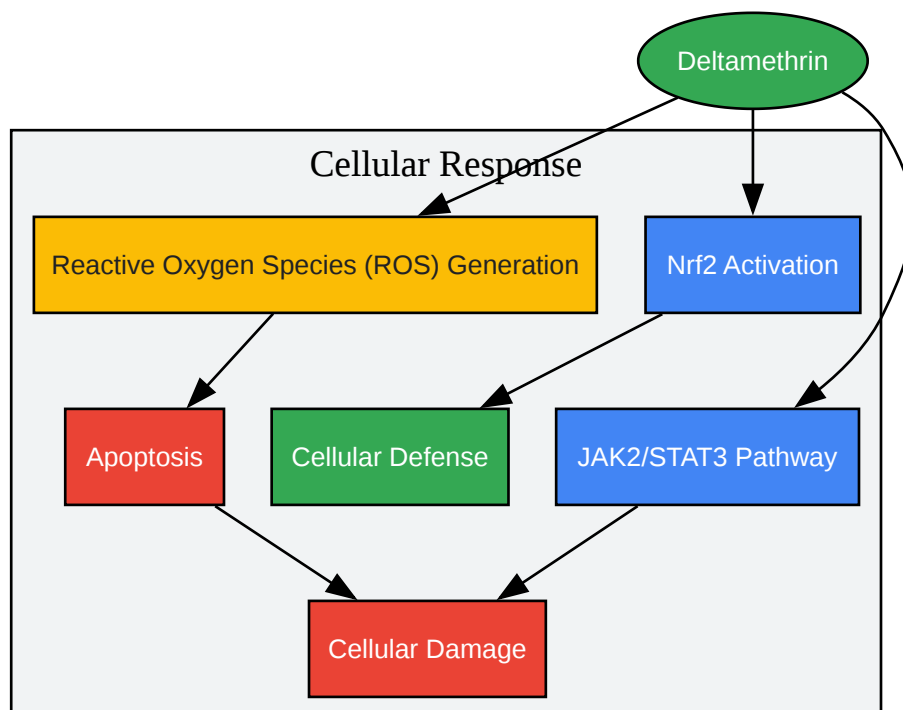 Deltamethrin
Cellular Response
Reactive Oxygen Species (ROS) Generation
Nrf2 Activation
Apoptosis
Cellular Defense
JAK2/STAT3 Pathway
Cellular Damage